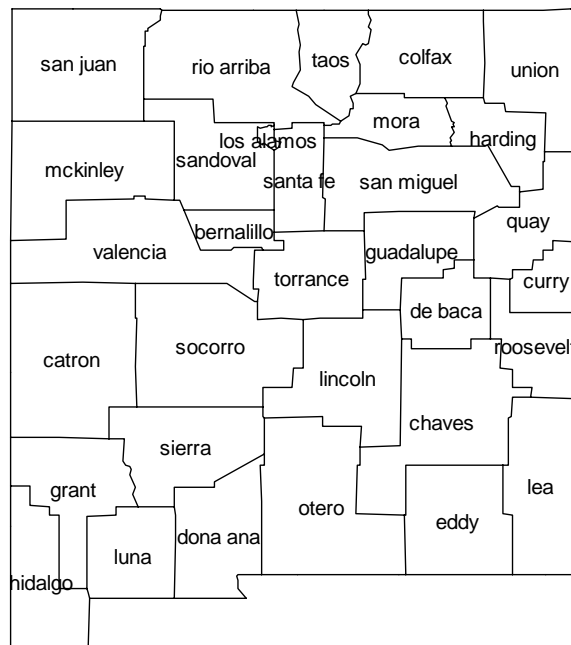 san juan
rio arriba
taos
colfax
union
los alamos
mora
harding
mckinley
sandoval
santa fe
san miguel
quay
bernalillo
valencia
guadalupe
torrance
curry
de baca
catron
socorro
lincoln
roosevelt
chaves
sierra
grant
otero
lea
luna
dona ana
eddy
hidalgo